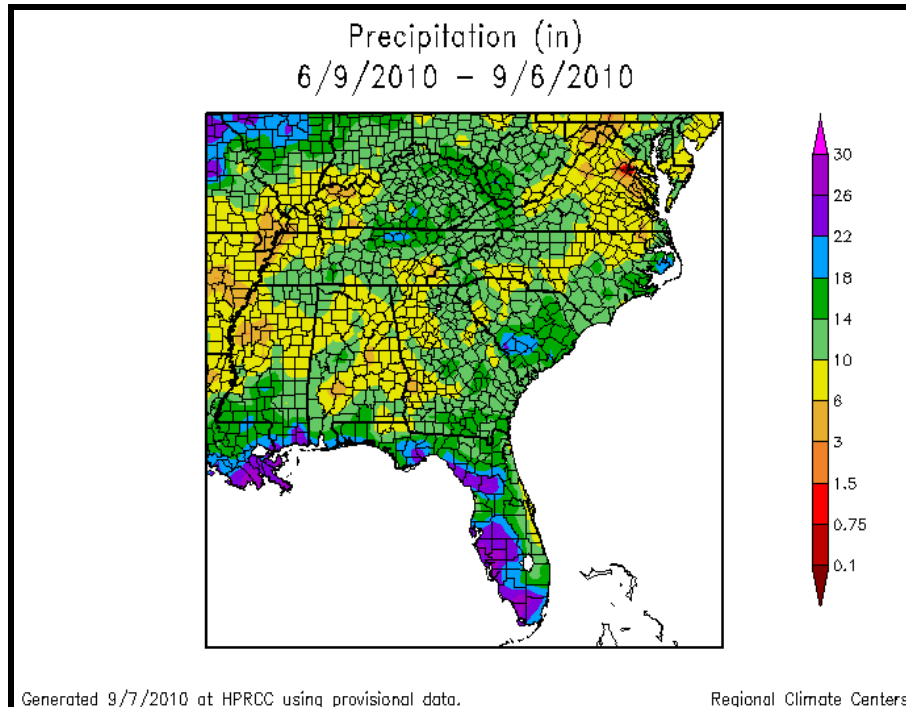 Precipitation (in)
6/9/2010 – 9/6/2010
30
26
22
18
14
10
6
3
1.5
0.75
0.1
Generated 9/7/2010 at HPRCC using provisional data.
Regional Climate Centers